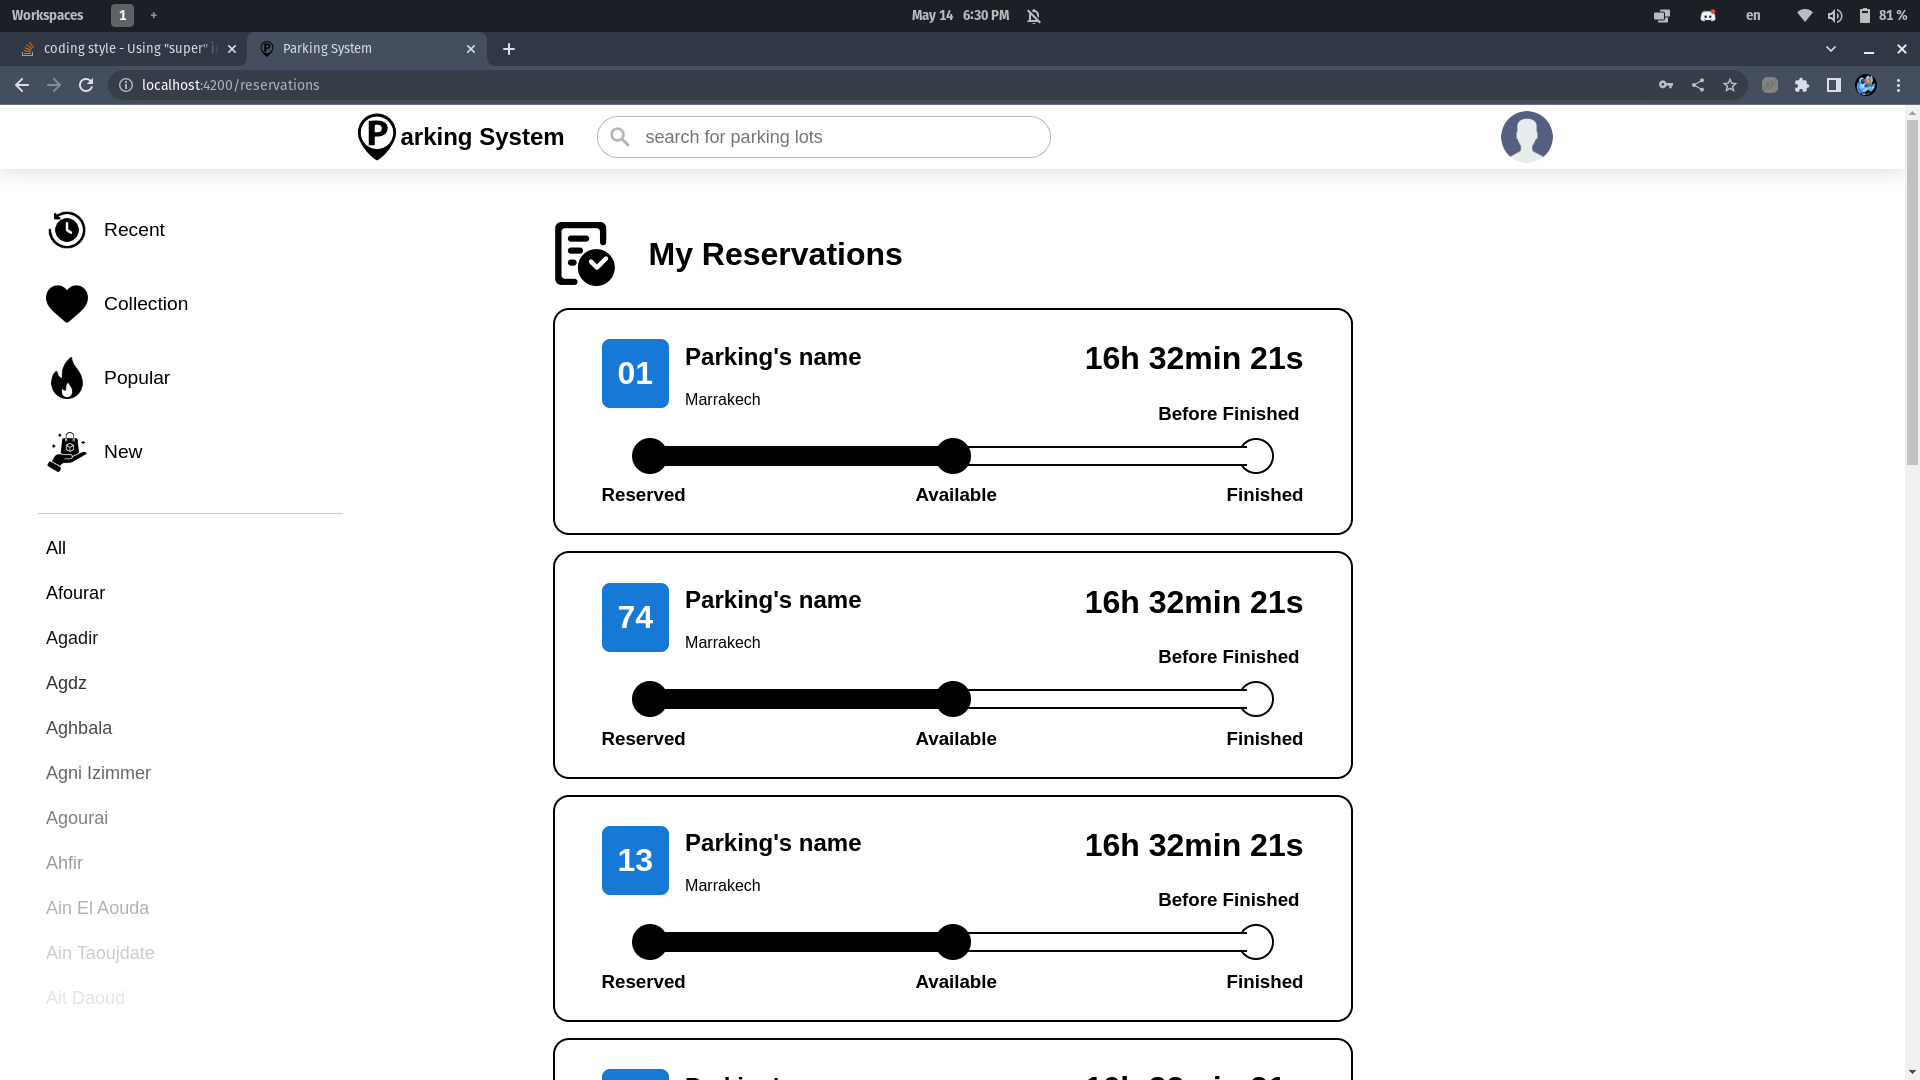 Workspaces 1 + May 14 6:30 PM en 81 %
coding style - Using "super" i Parking System
localhost:4200/reservations
Parking System search for parking lots
Recent
Collection
Popular
New
All
Afourar
Agadir
Agdz
Aghbala
Agni Izimmer
Agourai
Ahfir
Ain El Aouda
Ain Taoujdate
Ait Daoud
My Reservations
01 Parking's name 16h 32min 21s
Marrakech
Before Finished
Reserved Available Finished
74 Parking's name 16h 32min 21s
Marrakech
Before Finished
Reserved Available Finished
13 Parking's name 16h 32min 21s
Marrakech
Before Finished
Reserved Available Finished